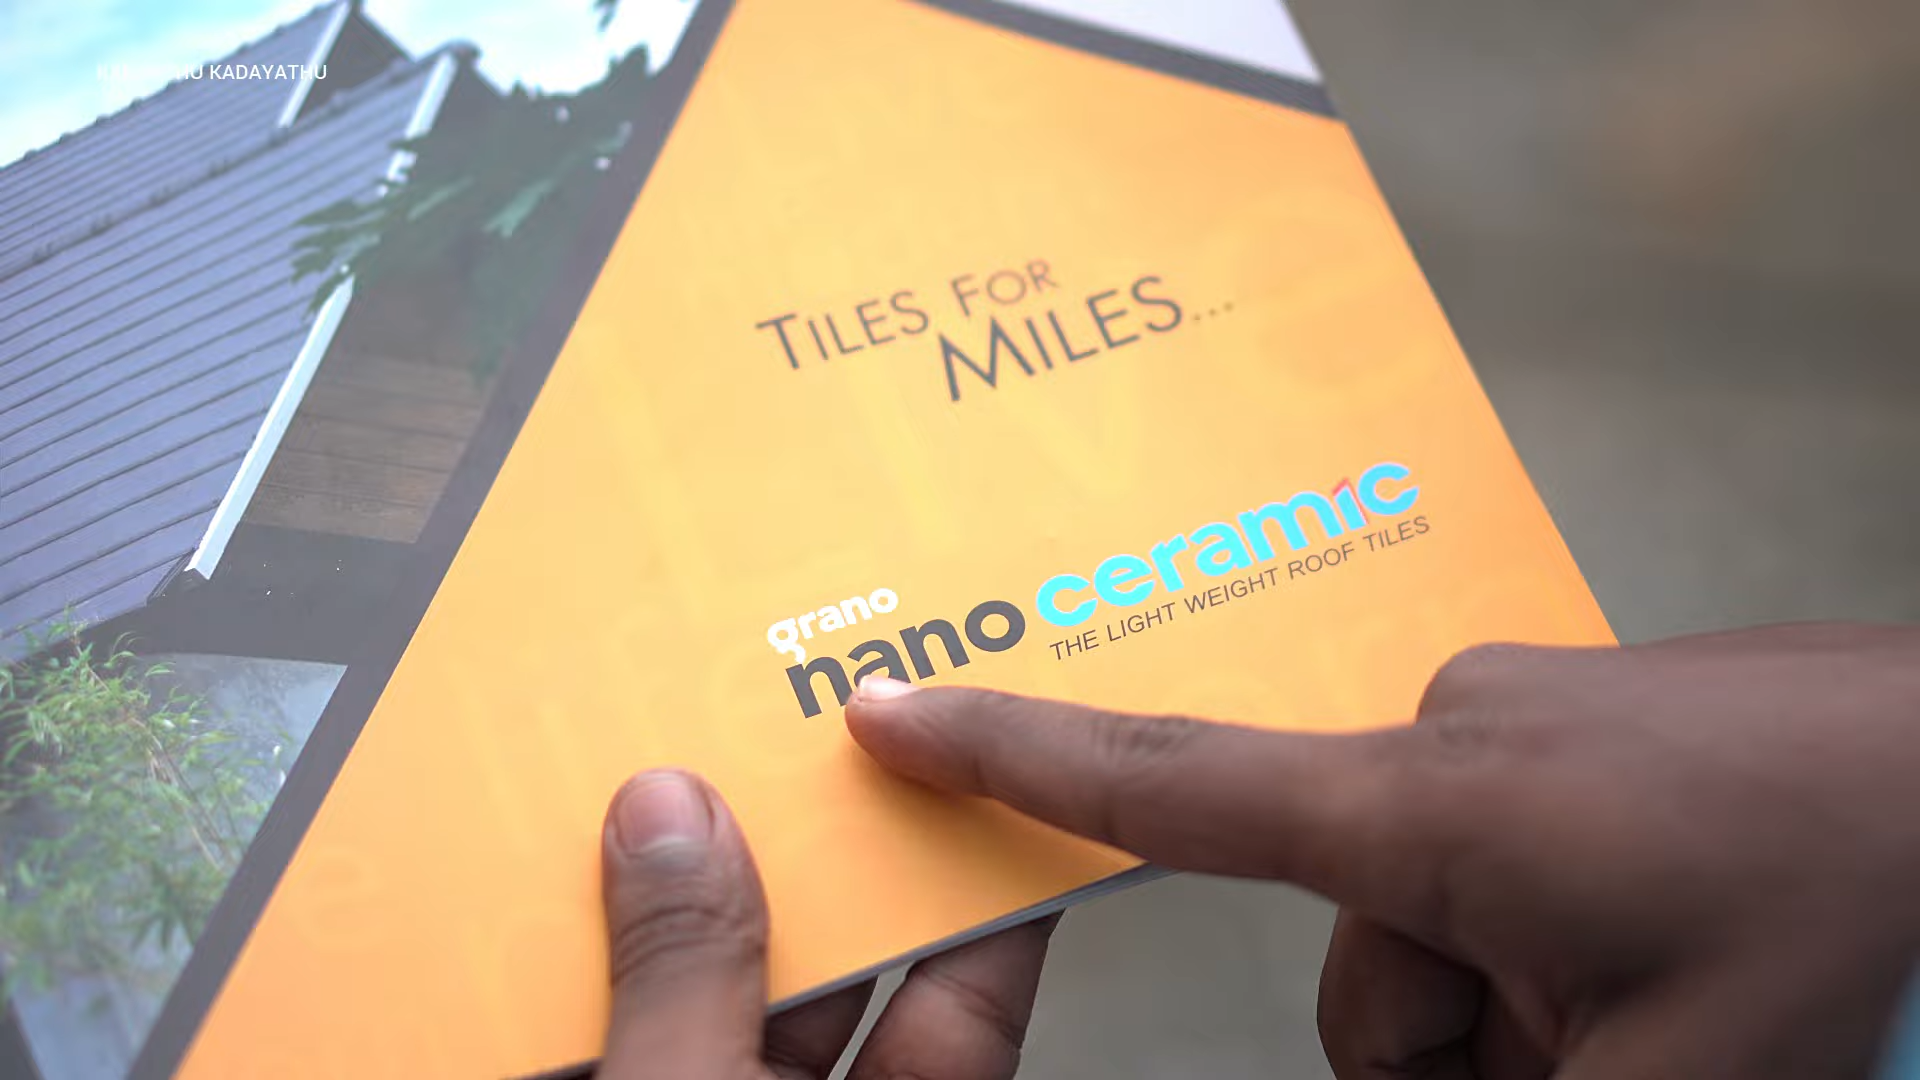 KADAYATHU
TILES FOR
MILES...
grano
nano ceramic
THE LIGHT WEIGHT ROOF TILES